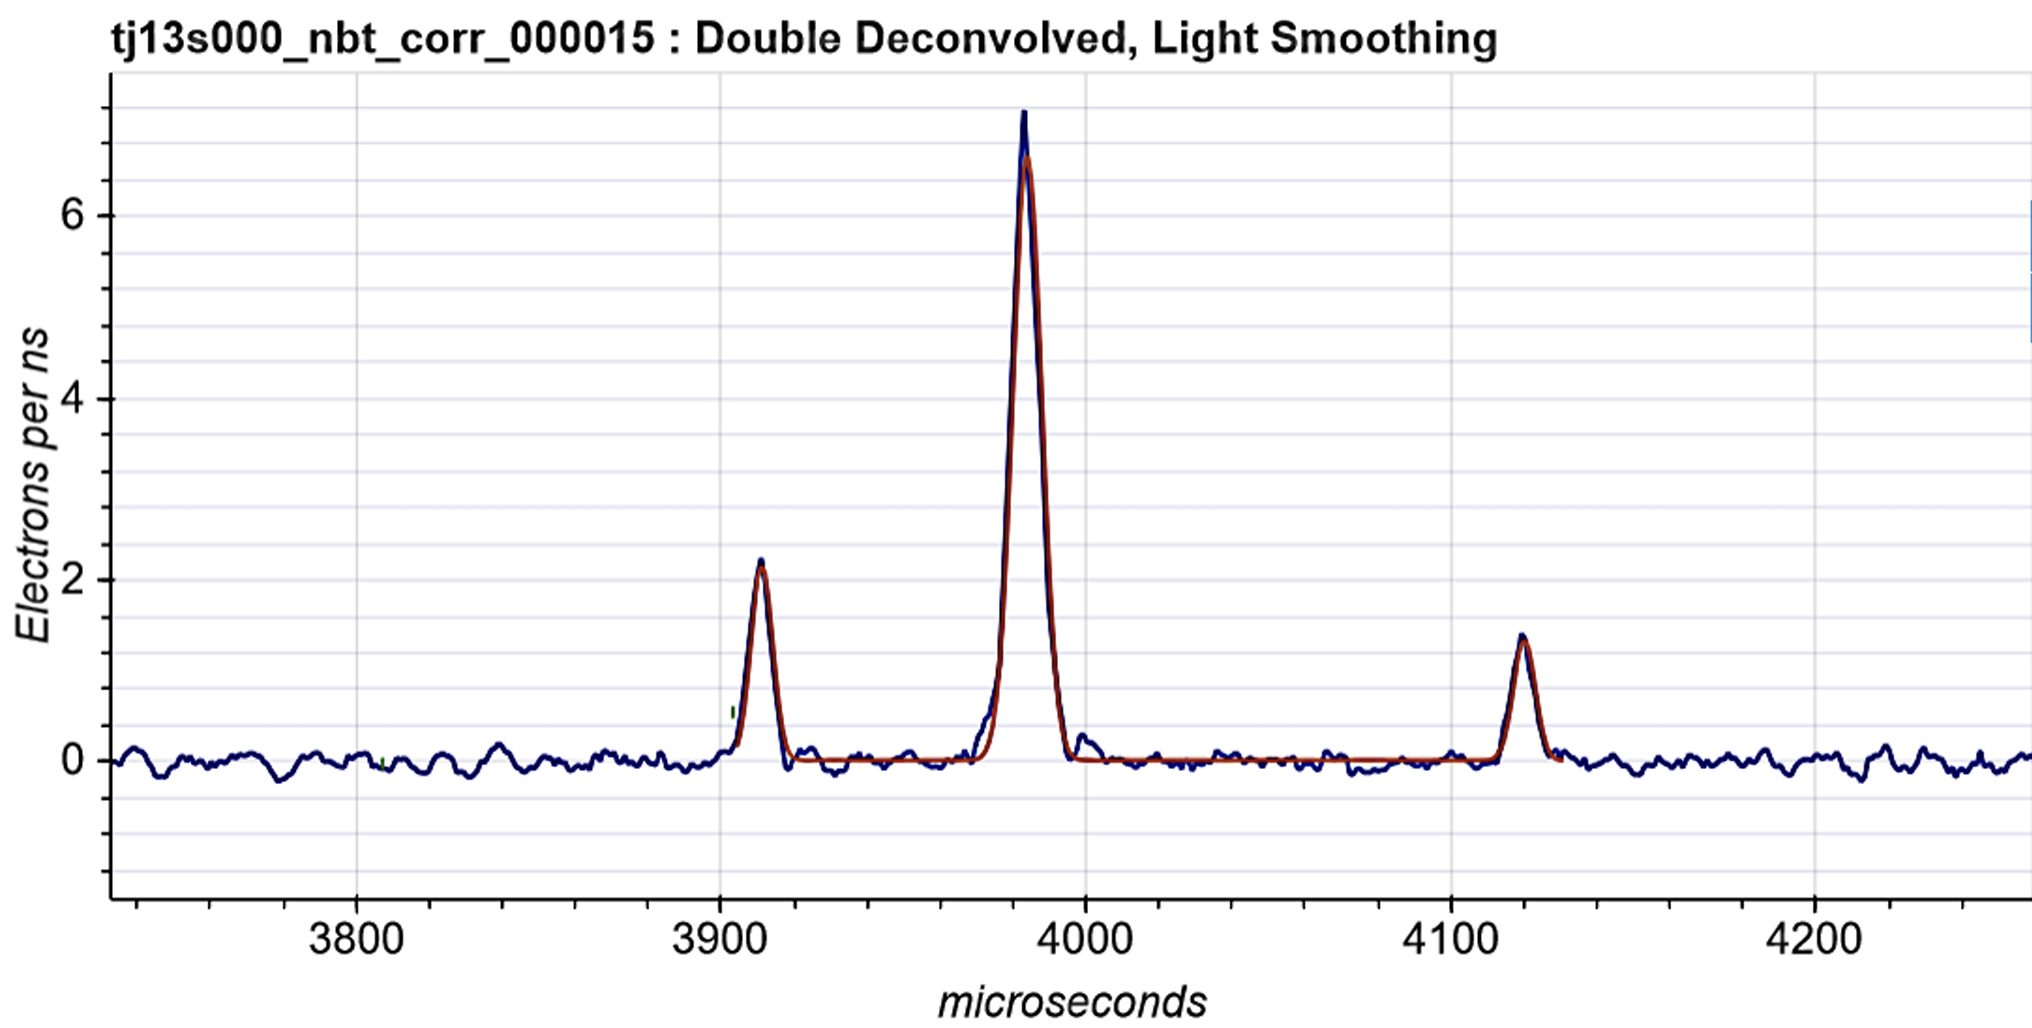 tj13s000_nbt_corr_000015 : Double Deconvolved, Light Smoothing
Electrons per ns
6
4
2
0
3800 3900 4000 4100 4200
microseconds